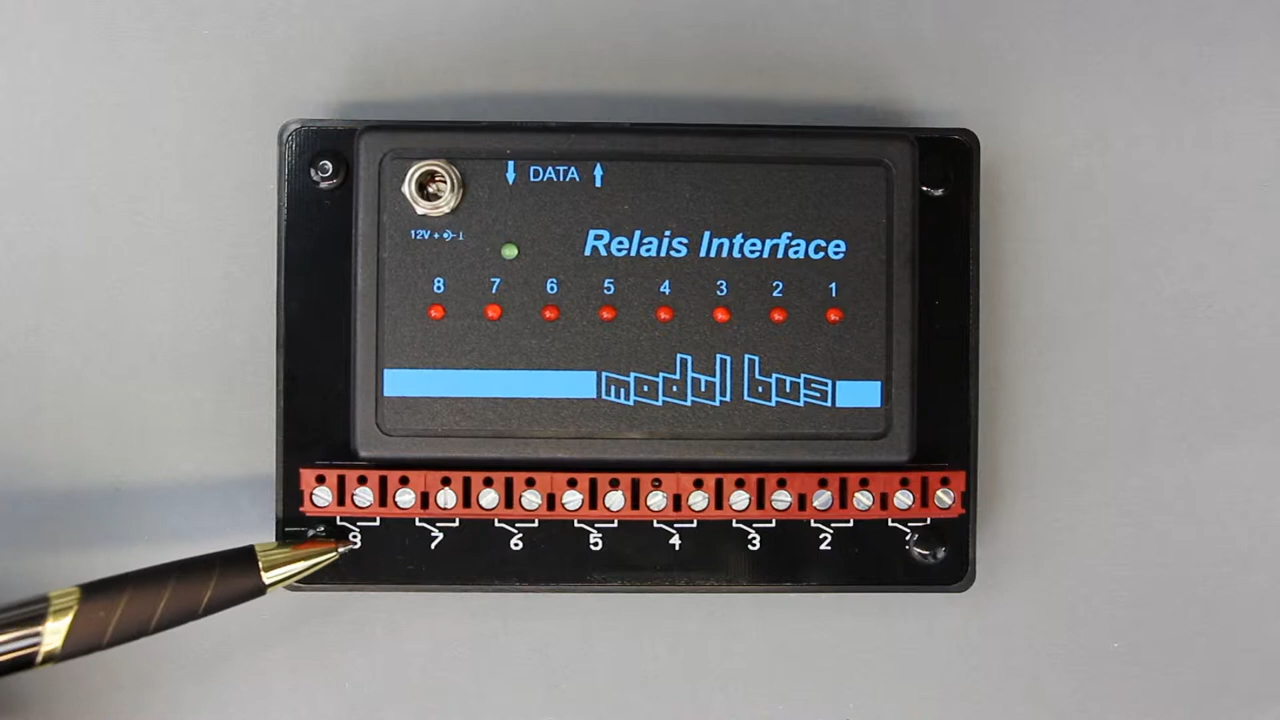 DATA
12V +
Relais Interface
8 7 6 5 4 3 2 1
modul bus
8 7 6 5 4 3 2